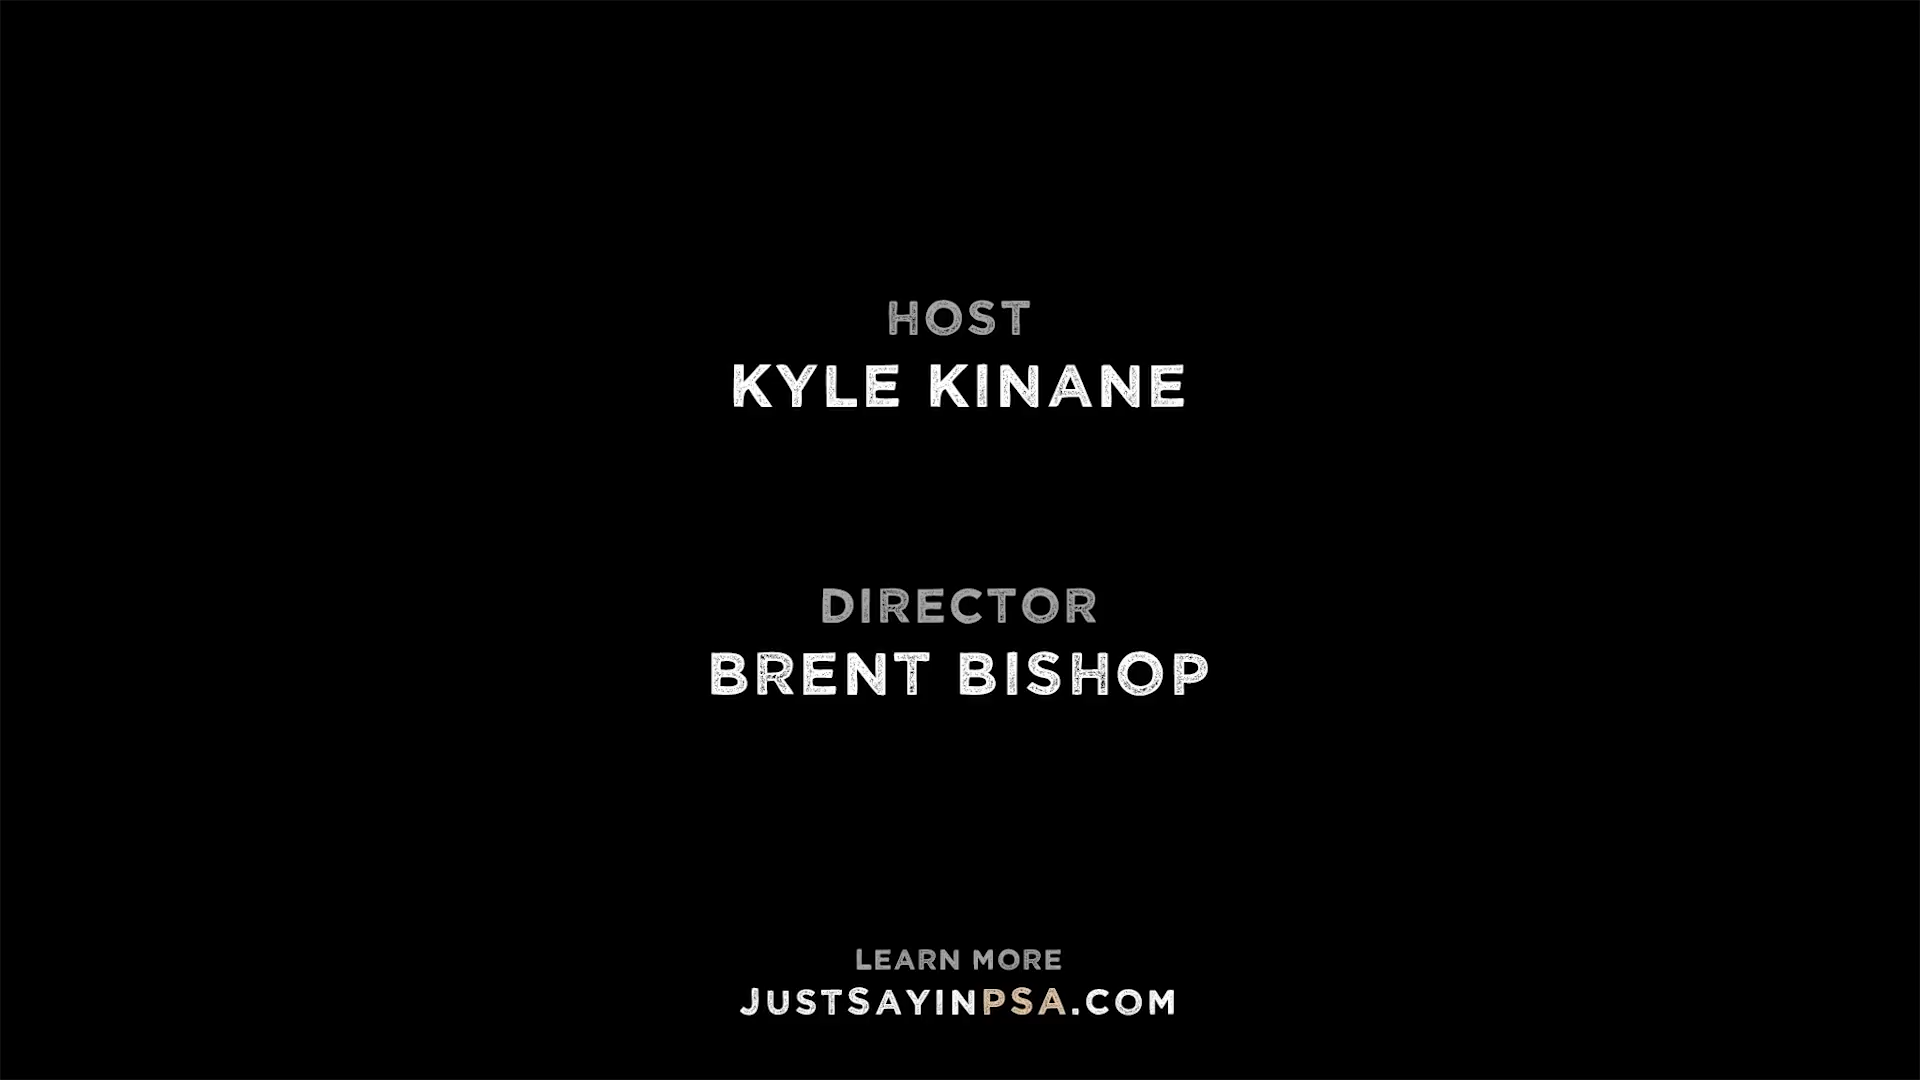 HOST
KYLE KINANE
DIRECTOR
BRENT BISHOP
LEARN MORE
JUSTSAYINPSA.COM